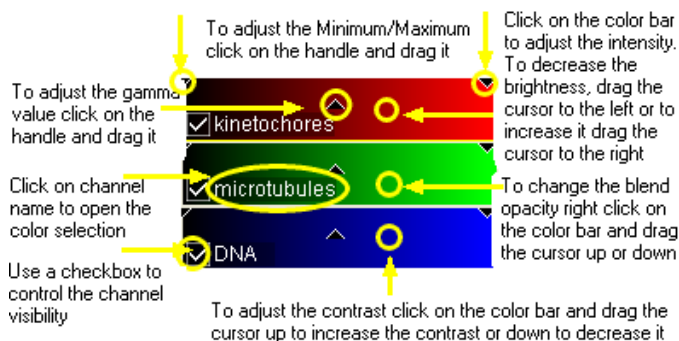 To adjust the Minimum/Maximum
click on the handle and drag it
Click on the color bar
to adjust the intensity.
To decrease the
brightness, drag the
cursor to the left or to
increase it drag the
cursor to the right
To adjust the gamma
value click on the
handle and drag it
kinetochores
Click on channel
name to open the
color selection
microtubules
To change the blend
opacity right click on
the color bar and drag
the cursor up or down
DNA
Use a checkbox to
control the channel
visibility
To adjust the contrast click on the color bar and drag the
cursor up to increase the contrast or down to decrease it